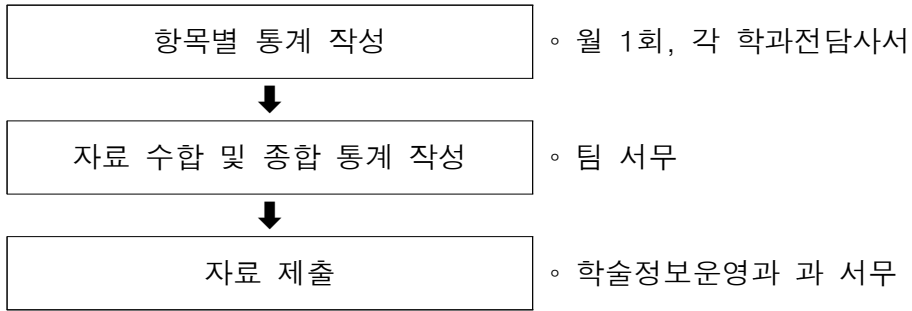 항목별 통계 작성
◦ 월 1회, 각 학과전담사서
자료 수합 및 종합 통계 작성
◦ 팀 서무
자료 제출
◦ 학술정보운영과 과 서무